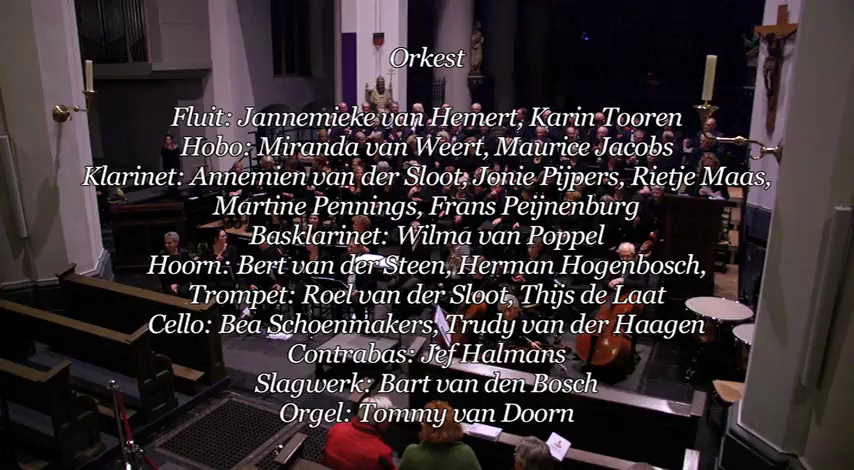 Orkest
Fluit: Jannemieke van Hemert, Karin Tooren
Hobo: Miranda van Weert, Maurice Jacobs
Klarinet: Annemien van der Sloot, Jonie Pijpers, Rietje Maas,
Martine Pennings, Frans Peijnenburg
Basklarinet: Wilma van Poppel
Hoorn: Bert van der Steen, Herman Hogenbosch,
Trompet: Roel van der Sloot, Thijs de Laat
Cello: Bea Schoenmakers, Trudy van der Haagen
Contrabas: Jef Halmans
Slagwerk: Bart van den Bosch
Orgel: Tommy van Doorn